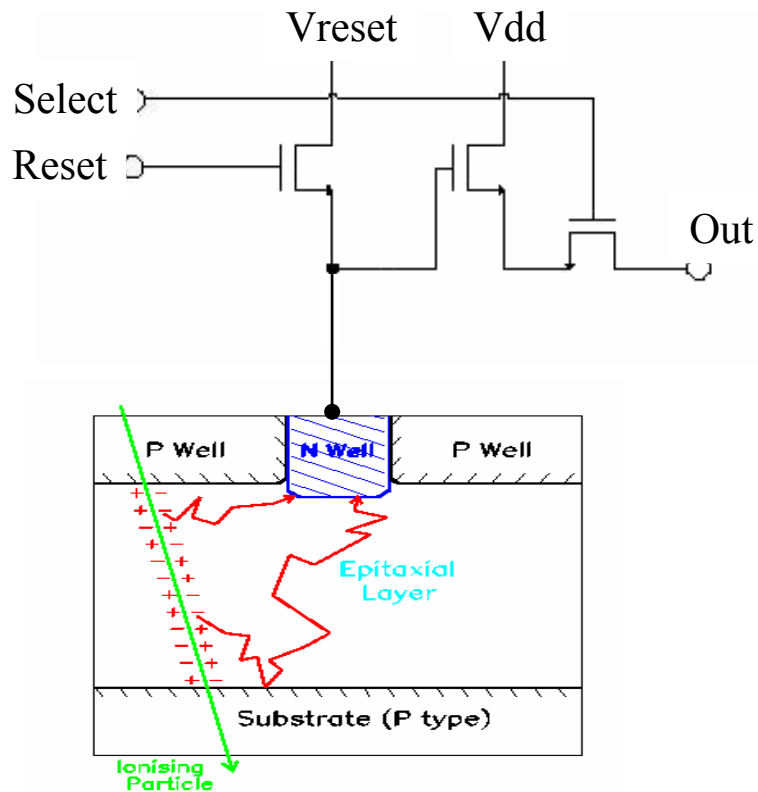 Vreset Vdd
Select
Reset
Out
P Well N Well P Well
Epitaxial
Layer
Substrate (P type)
Ionising
Particle